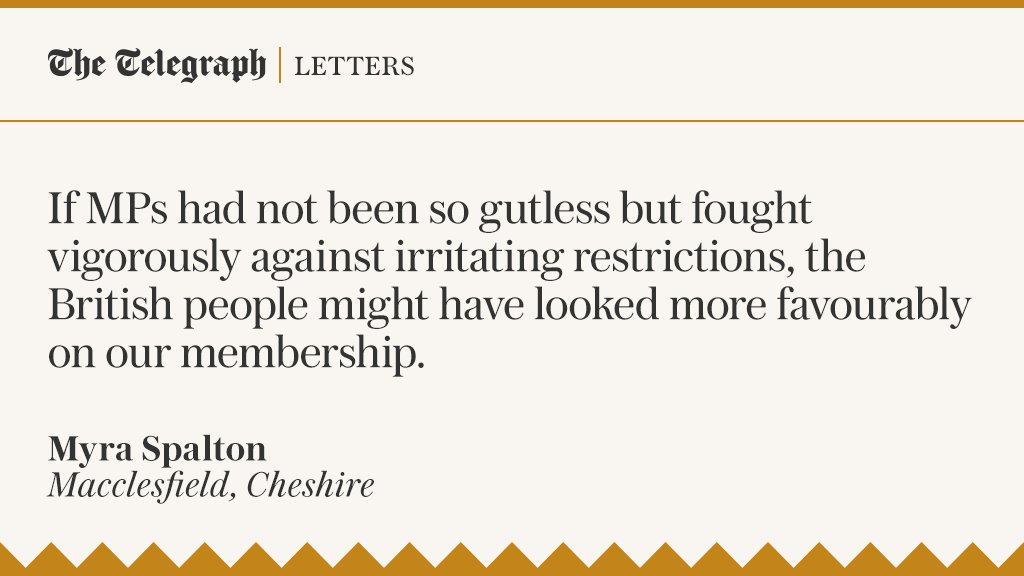 The Telegraph | LETTERS
If MPs had not been so gutless but fought
vigorously against irritating restrictions, the
British people might have looked more favourably
on our membership.
Myra Spalton
Macclesfield, Cheshire